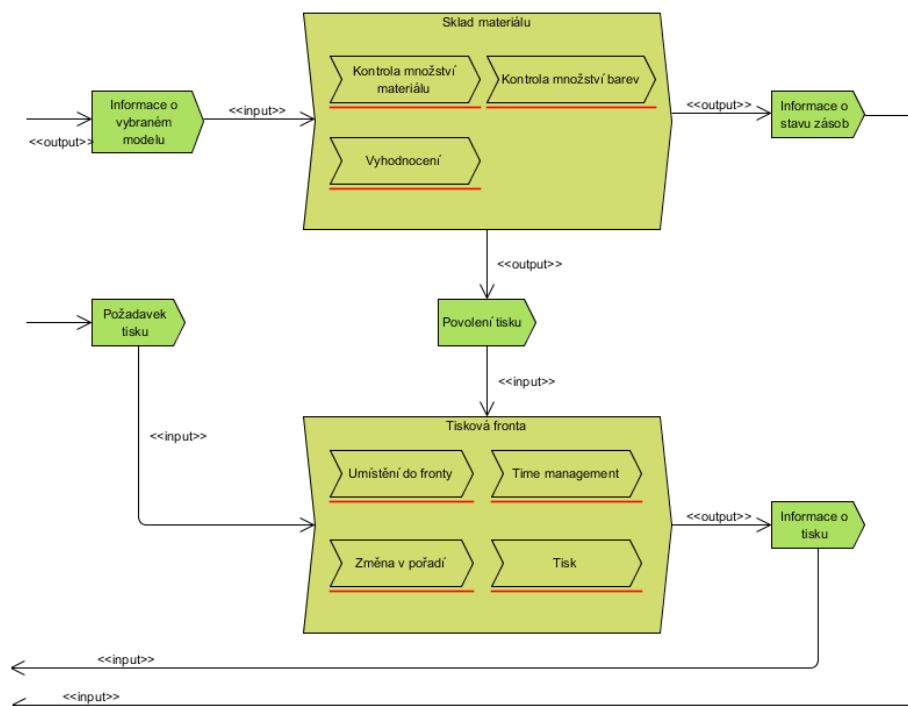 Sklad materiálu
Kontrola množství
materiálu
Kontrola množství barev
Vyhodnocení
Informace o
vybraném
modelu
<<input>>
<<output>>
<<output>>
Informace o
stavu zásob
<<output>>
Požadavek
tisku
Povolení tisku
<<input>>
<<input>>
Tisková fronta
Umístění do fronty
Time management
Změna v pořadí
Tisk
<<output>>
Informace o
tisku
<<input>>
<<input>>